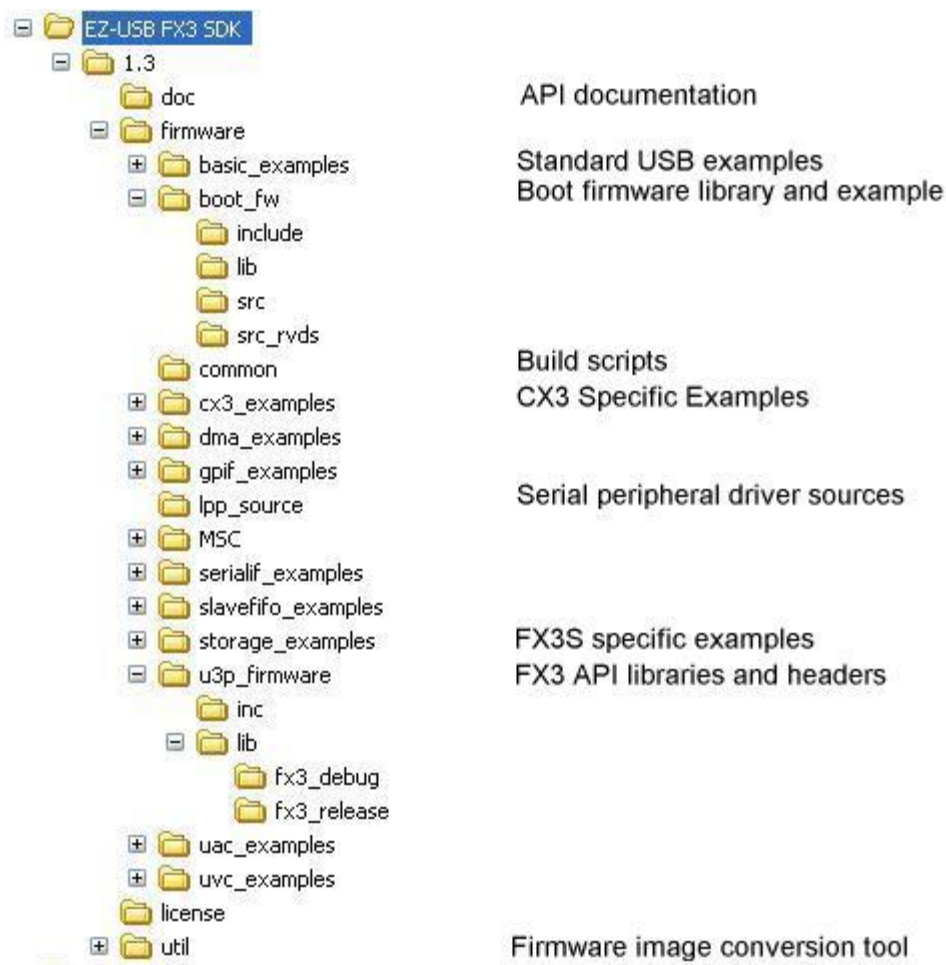 EZ-USB FX3 SDK
1.3
doc API documentation
firmware
basic_examples Standard USB examples
boot_fw Boot firmware library and example
include
lib
src
src_rvds
common Build scripts
cx3_examples CX3 Specific Examples
dma_examples
gpif_examples
lpp_source Serial peripheral driver sources
MSC
serialif_examples
slavefifo_examples
storage_examples FX3S specific examples
u3p_firmware FX3 API libraries and headers
inc
lib
fx3_debug
fx3_release
uac_examples
uvc_examples
license
util Firmware image conversion tool